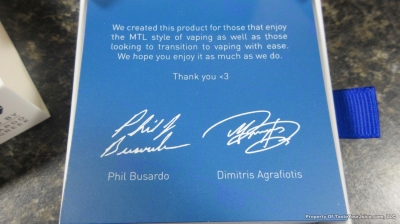 We created this product for those that enjoy
the MTL style of vaping as well as those
looking to transition to vaping with ease.
We hope you enjoy it as much as we do.
Thank you <3
Phil Busardo
Phil Busardo
Dimitris Agrafiotis